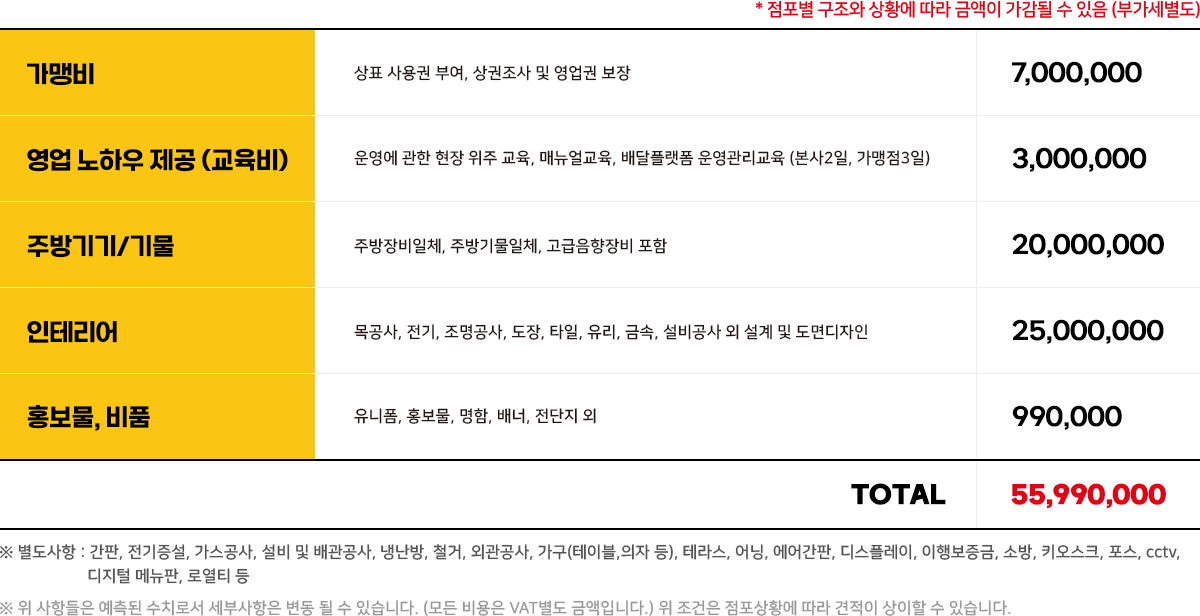 * 점포별 구조와 상황에 따라 금액이 가감될 수 있음 (부가세별도)
가맹비 상표 사용권 부여, 상권조사 및 영업권 보장 7,000,000
영업 노하우 제공 (교육비) 운영에 관한 현장 위주 교육, 매뉴얼교육, 배달플랫폼 운영관리교육 (본사2일, 가맹점3일) 3,000,000
주방기기/기물 주방장비일체, 주방기물일체, 고급음향장비 포함 20,000,000
인테리어 목공사, 전기, 조명공사, 도장, 타일, 유리, 금속, 설비공사 외 설계 및 도면디자인 25,000,000
홍보물, 비품 유니폼, 홍보물, 명함, 배너, 전단지 외 990,000
TOTAL 55,990,000
※ 별도사항 : 간판, 전기증설, 가스공사, 설비 및 배관공사, 냉난방, 철거, 외관공사, 가구(테이블,의자 등), 테라스, 어닝, 에어간판, 디스플레이, 이행보증금, 소방, 키오스크, 포스, cctv,
디지털 메뉴판, 로열티 등
※ 위 사항들은 예측된 수치로서 세부사항은 변동 될 수 있습니다. (모든 비용은 VAT별도 금액입니다.) 위 조건은 점포상황에 따라 견적이 상이할 수 있습니다.